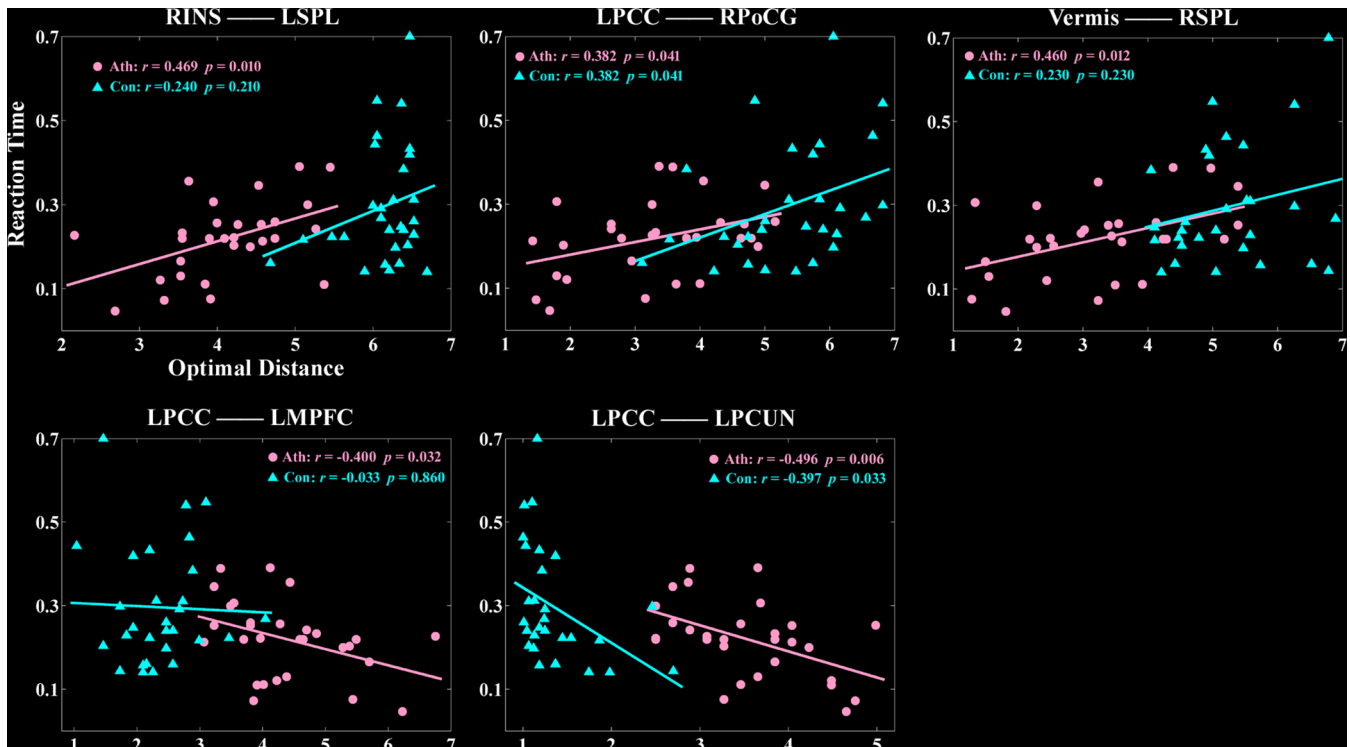 RINS —— LSPL
LPCC —— RPoCG
Vermis —— RSPL
Reaction Time
0.7
0.5
0.3
0.1
Ath: r = 0.469 p = 0.010
Con: r =0.240 p = 0.210
2 3 4 5 6 7
Optimal Distance
0.7
0.5
0.3
0.1
Ath: r = 0.382 p = 0.041
Con: r = 0.382 p = 0.041
1 2 3 4 5 6 7
0.7
0.5
0.3
0.1
Ath: r = 0.460 p = 0.012
Con: r = 0.230 p = 0.230
1 2 3 4 5 6 7
LPCC —— LMPFC
LPCC —— LPCUN
0.7
0.5
0.3
0.1
Ath: r = -0.400 p = 0.032
Con: r = -0.033 p = 0.860
1 2 3 4 5 6 7
0.7
0.5
0.3
0.1
Ath: r = -0.496 p = 0.006
Con: r = -0.397 p = 0.033
1 2 3 4 5